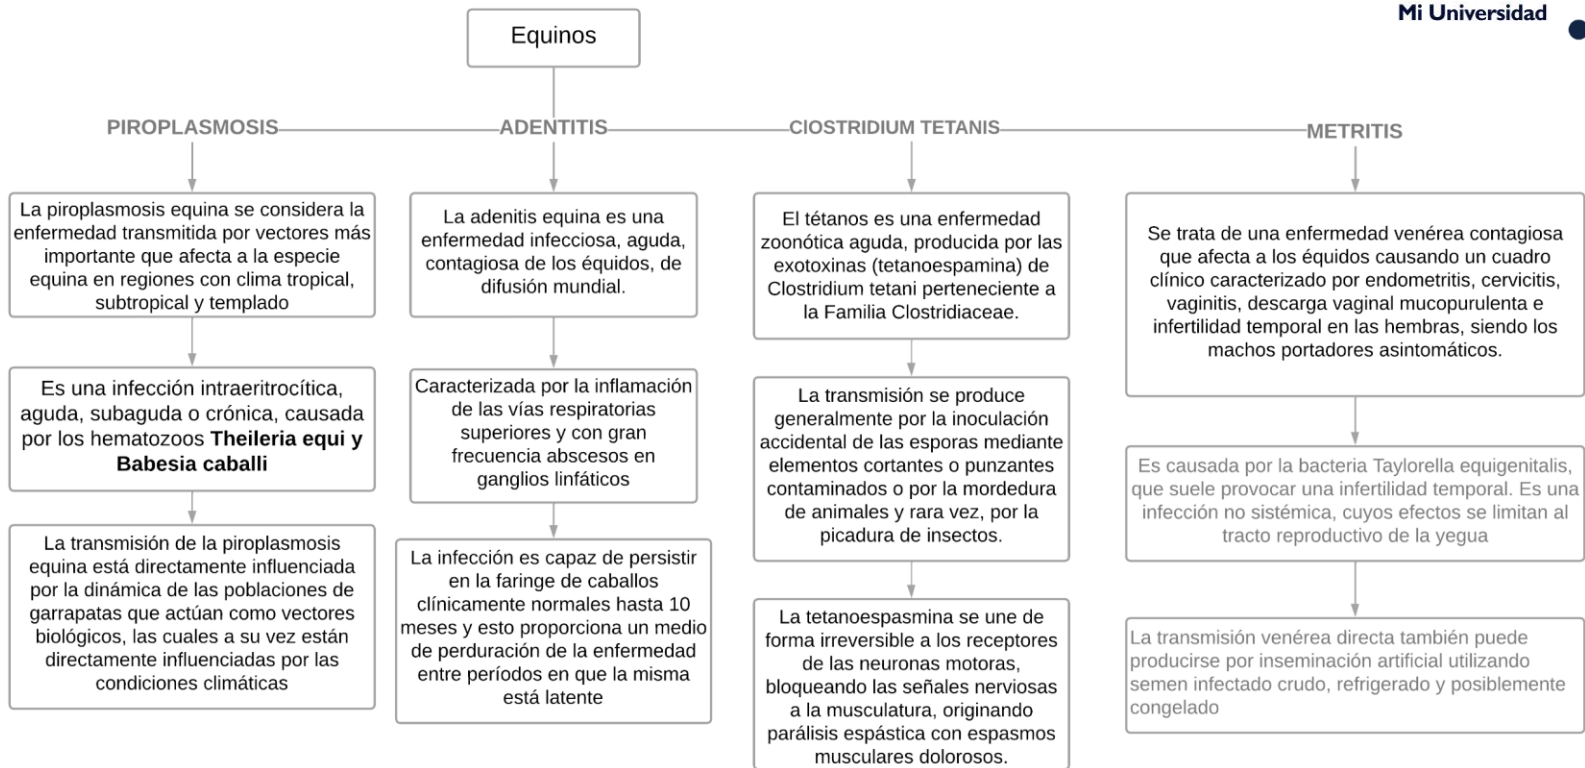 Mi Universidad
Equinos
PIROPLASMOSIS
ADENTITIS
ClOSTRIDIUM TETANIS
METRITIS
La piroplasmosis equina se considera la
enfermedad transmitida por vectores más
importante que afecta a la especie
equina en regiones con clima tropical,
subtropical y templado
Es una infección intraeritrocítica,
aguda, subaguda o crónica, causada
por los hematozoos Theileria equi y
Babesia caballi
La transmisión de la piroplasmosis
equina está directamente influenciada
por la dinámica de las poblaciones de
garrapatas que actúan como vectores
biológicos, las cuales a su vez están
directamente influenciadas por las
condiciones climáticas
La adenitis equina es una
enfermedad infecciosa, aguda,
contagiosa de los équidos, de
difusión mundial.
Caracterizada por la inflamación
de las vías respiratorias
superiores y con gran
frecuencia abscesos en
ganglios linfáticos
La infección es capaz de persistir
en la faringe de caballos
clínicamente normales hasta 10
meses y esto proporciona un medio
de perduración de la enfermedad
entre períodos en que la misma
está latente
El tétanos es una enfermedad
zoonótica aguda, producida por las
exotoxinas (tetanoespamina) de
Clostridium tetani perteneciente a
la Familia Clostridiaceae.
La transmisión se produce
generalmente por la inoculación
accidental de las esporas mediante
elementos cortantes o punzantes
contaminados o por la mordedura
de animales y rara vez, por la
picadura de insectos.
La tetanoespasmina se une de
forma irreversible a los receptores
de las neuronas motoras,
bloqueando las señales nerviosas
a la musculatura, originando
parálisis espástica con espasmos
musculares dolorosos.
Se trata de una enfermedad venérea contagiosa
que afecta a los équidos causando un cuadro
clínico caracterizado por endometritis, cervicitis,
vaginitis, descarga vaginal mucopurulenta e
infertilidad temporal en las hembras, siendo los
machos portadores asintomáticos.
Es causada por la bacteria Taylorella equigenitalis,
que suele provocar una infertilidad temporal. Es una
infección no sistémica, cuyos efectos se limitan al
tracto reproductivo de la yegua
La transmisión venérea directa también puede
producirse por inseminación artificial utilizando
semen infectado crudo, refrigerado y posiblemente
congelado